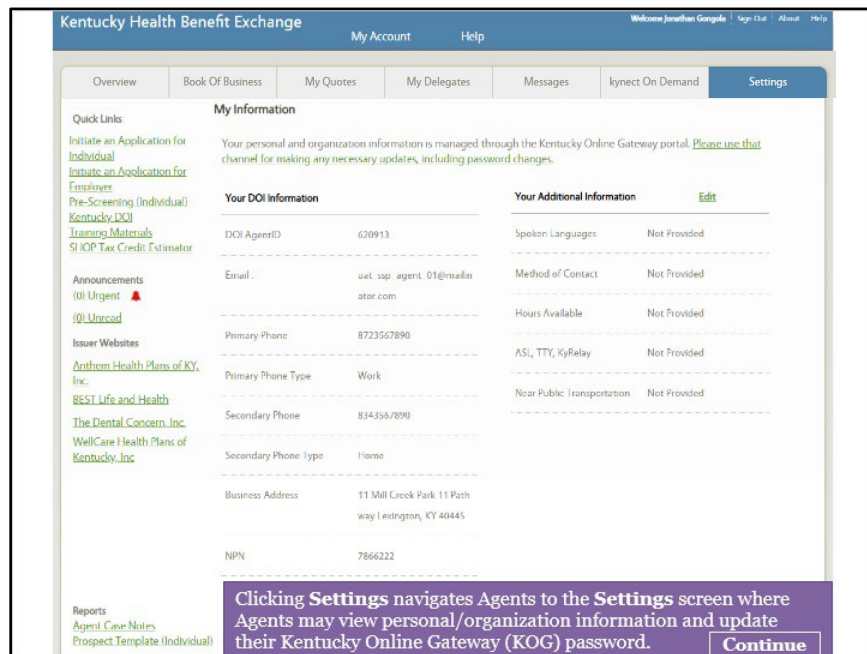 Kentucky Health Benefit Exchange
Welcome Jonathan Gongola | Sign Out | About | Help
My Account Help
Overview Book Of Business My Quotes My Delegates Messages kynect On Demand Settings
Quick Links
Initiate an Application for
Individual
Initiate an Application for
Employer
Pre-Screening (Individual)
Kentucky DOI
Training Materials
SHOP Tax Credit Estimator
Announcements
(0) Urgent
(0) Unread
Issuer Websites
Anthem Health Plans of KY,
Inc.
BEST Life and Health
The Dental Concern, Inc.
WellCare Health Plans of
Kentucky, Inc
Reports
Agent Case Notes
Prospect Template (Individual)
My Information
Your personal and organization information is managed through the Kentucky Online Gateway portal. Please use that
channel for making any necessary updates, including password changes.
Your DOI Information
DOI AgentID 620913
Email : uat_ssp_agent_01@mailin
ator.com
Primary Phone 8723567890
Primary Phone Type Work
Secondary Phone 8343567890
Secondary Phone Type Home
Business Address 11 Mill Creek Park 11 Path
way Lexington, KY 40445
NPN 7866222
Your Additional Information Edit
Spoken Languages Not Provided
Method of Contact Not Provided
Hours Available Not Provided
ASL, TTY, KyRelay Not Provided
Near Public Transportation Not Provided
Clicking Settings navigates Agents to the Settings screen where
Agents may view personal/organization information and update
their Kentucky Online Gateway (KOG) password.
Continue